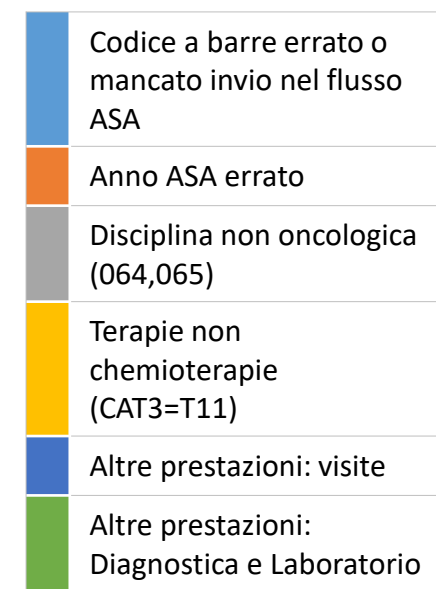 Codice a barre errato o
mancato invio nel flusso
ASA
Anno ASA errato
Disciplina non oncologica
(064,065)
Terapie non
chemioterapie
(CAT3=T11)
Altre prestazioni: visite
Altre prestazioni:
Diagnostica e Laboratorio